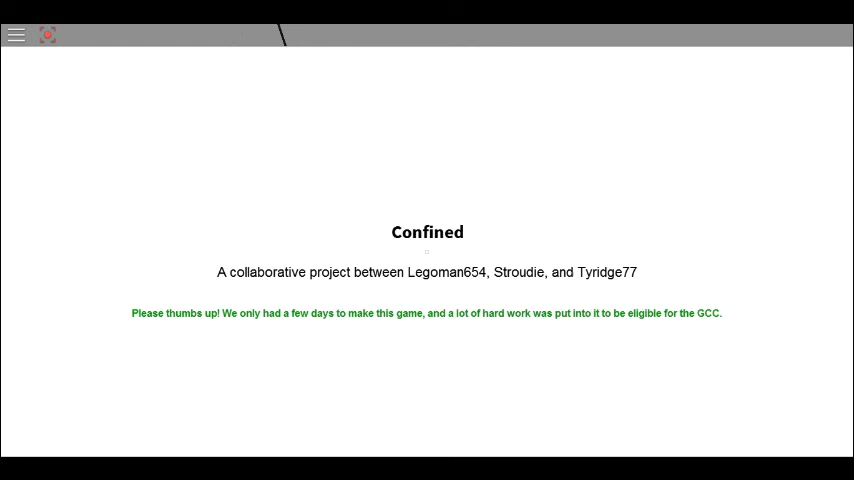 Confined
A collaborative project between Legoman654, Stroudie, and Tyridge77
Please thumbs up! We only had a few days to make this game, and a lot of hard work was put into it to be eligible for the GCC.